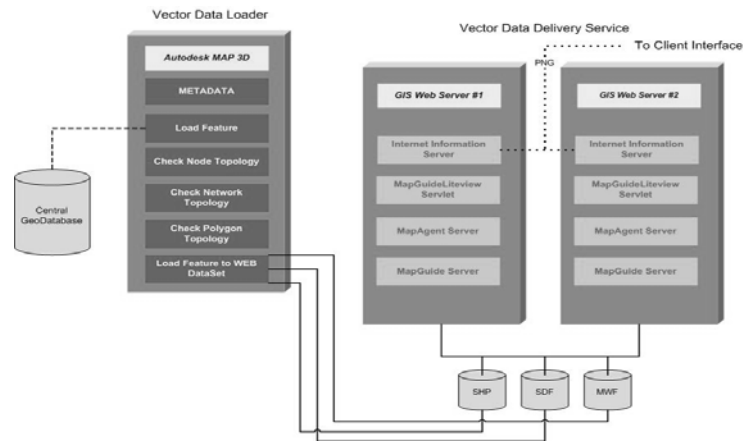 Vector Data Loader
Autodesk MAP 3D
METADATA
Load Feature
Check Node Topology
Check Network
Topology
Check Polygon
Topology
Load Feature to WEB
DataSet
Central
GeoDatabase
Vector Data Delivery Service
To Client Interface
PNG
GIS Web Server #1
Internet Information
Server
MapGuideLiteview
Servlet
MapAgent Server
MapGuide Server
GIS Web Server #2
Internet Information
Server
MapGuideLiteview
Servlet
MapAgent Server
MapGuide Server
SHP
SDF
MWF